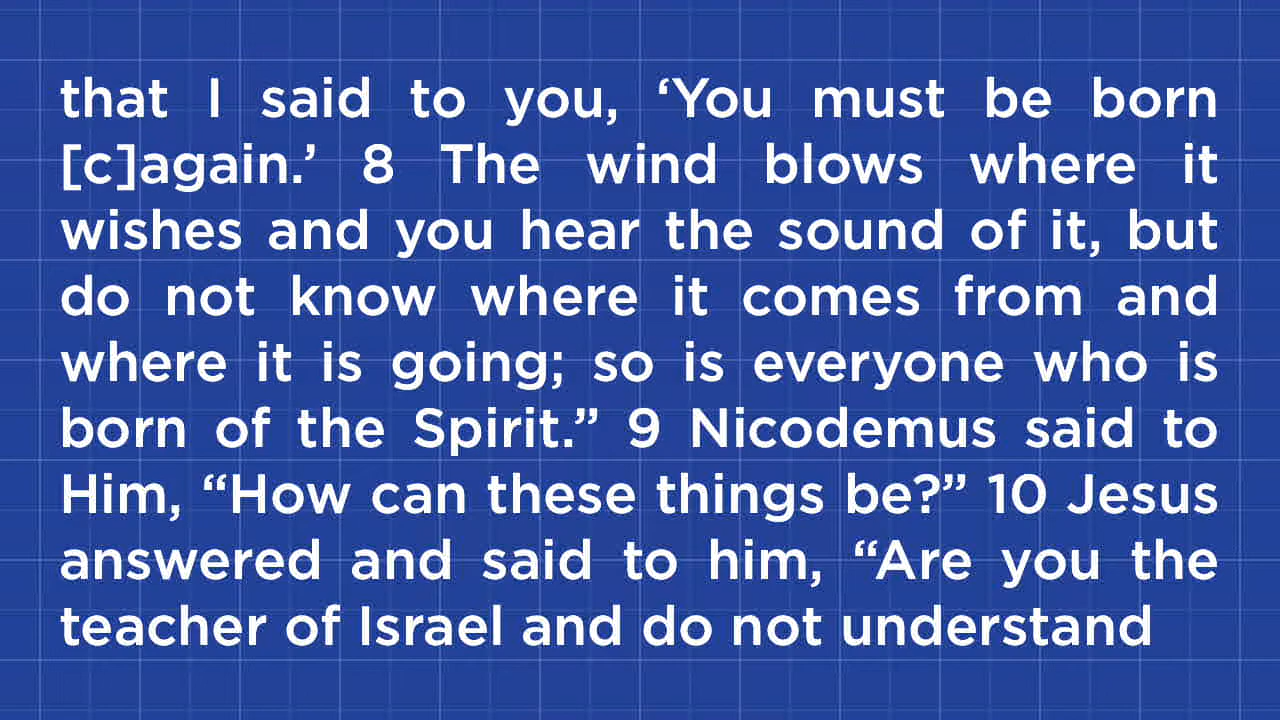 that I said to you, ‘You must be born
[c]again.’ 8 The wind blows where it
wishes and you hear the sound of it, but
do not know where it comes from and
where it is going; so is everyone who is
born of the Spirit.” 9 Nicodemus said to
Him, “How can these things be?” 10 Jesus
answered and said to him, “Are you the
teacher of Israel and do not understand